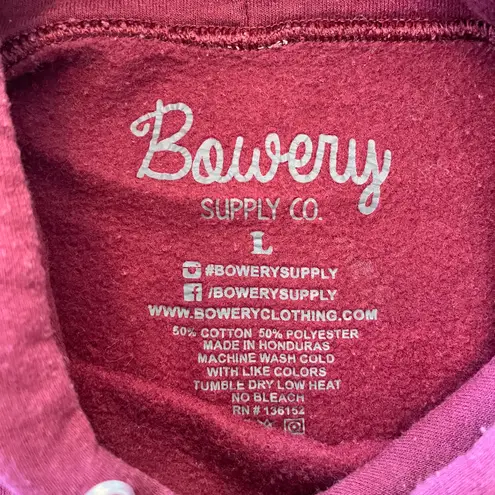 Bowery
SUPPLY CO.
L
#BOWERYSUPPLY
/BOWERYSUPPLY
WWW.BOWERYCLOTHING.COM
50% COTTON 50% POLYESTER
MADE IN HONDURAS
MACHINE WASH COLD
WITH LIKE COLORS
TUMBLE DRY LOW HEAT
NO BLEACH
RN # 136152